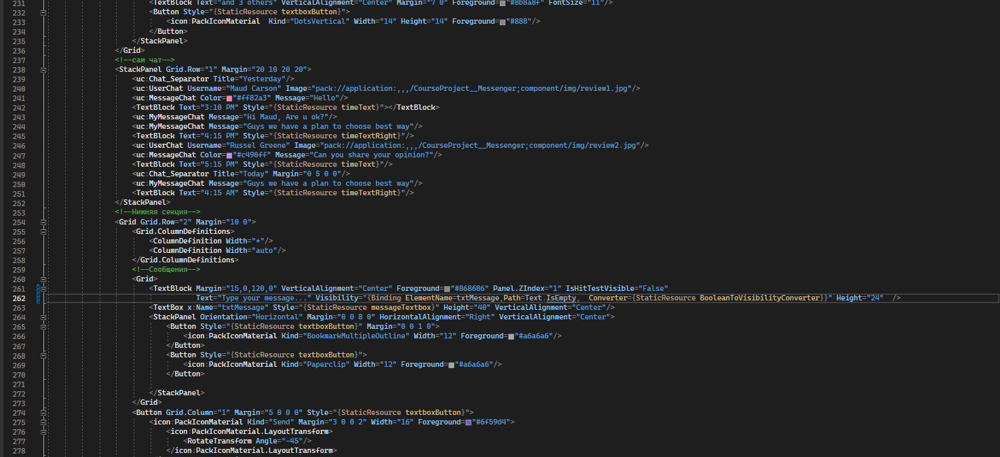 231 <TextBlock Text="and 3 others" VerticalAlignment="Center" Margin="7 0" Foreground="#8b8a8f" FontSize="11"/>
232 <Button Style="{StaticResource textboxButton}">
233 <icon:PackIconMaterial  Kind="DotsVertical" Width="14" Height="14" Foreground="#888"/>
234 </Button>
235 </StackPanel>
236 </Grid>
237 <!--сам чат-->
238 <StackPanel Grid.Row="1" Margin="20 10 20 20">
239 <uc:Chat_Separator Title="Yesterday"/>
240 <uc:UserChat Username="Maud Carson" Image="pack://application:,,,/CourseProject__Messenger;component/img/review1.jpg"/>
241 <uc:MessageChat Color="#ff82a3" Message="Hello"/>
242 <TextBlock Text="3:10 PM" Style="{StaticResource timeText}"></TextBlock>
243 <uc:MyMessageChat Message="Hi Maud, Are u ok?"/>
244 <uc:MyMessageChat Message="Guys we have a plan to choose best way"/>
245 <TextBlock Text="4:15 PM" Style="{StaticResource timeTextRight}"/>
246 <uc:UserChat Username="Russel Greene" Image="pack://application:,,,/CourseProject__Messenger;component/img/review2.jpg"/>
247 <uc:MessageChat Color="#c490ff" Message="Can you share your opinion?"/>
248 <TextBlock Text="5:15 PM" Style="{StaticResource timeText}"/>
249 <uc:Chat_Separator Title="Today" Margin="0 5 0 0"/>
250 <uc:MyMessageChat Message="Guys we have a plan to choose best way"/>
251 <TextBlock Text="4:15 AM" Style="{StaticResource timeTextRight}"/>
252 </StackPanel>
253 <!--Нижняя секция-->
254 <Grid Grid.Row="2" Margin="10 0">
255 <Grid.ColumnDefinitions>
256 <ColumnDefinition Width="*"/>
257 <ColumnDefinition Width="auto"/>
258 </Grid.ColumnDefinitions>
259 <!--Сообщения-->
260 <Grid>
261 <TextBlock Margin="15,0,120,0" VerticalAlignment="Center" Foreground="#868686" Panel.ZIndex="1" IsHitTestVisible="False"
262 Text="Type your message..." Visibility="{Binding ElementName=txtMessage,Path=Text.IsEmpty,  Converter={StaticResource BooleanToVisibilityConverter}}" Height="24"  />
263 <TextBox x:Name="txtMessage" Style="{StaticResource messageTextbox}" Height="40" VerticalAlignment="Center"/>
264 <StackPanel Orientation="Horizontal" Margin="0 0 8 0" HorizontalAlignment="Right" VerticalAlignment="Center">
265 <Button Style="{StaticResource textboxButton}" Margin="0 0 1 0">
266 <icon:PackIconMaterial Kind="BookmarkMultipleOutline" Width="12" Foreground="#a6a6a6"/>
267 </Button>
268 <Button Style="{StaticResource textboxButton}">
269 <icon:PackIconMaterial Kind="Paperclip" Width="12" Foreground="#a6a6a6"/>
270 </Button>
271
272 </StackPanel>
273 </Grid>
274 <Button Grid.Column="1" Margin="5 0 0 0" Style="{StaticResource textboxButton}">
275 <icon:PackIconMaterial Kind="Send" Margin="3 0 0 2" Width="16" Foreground="#6f59d4">
276 <icon:PackIconMaterial.LayoutTransform>
277 <RotateTransform Angle="-45"/>
278 </icon:PackIconMaterial.LayoutTransform>